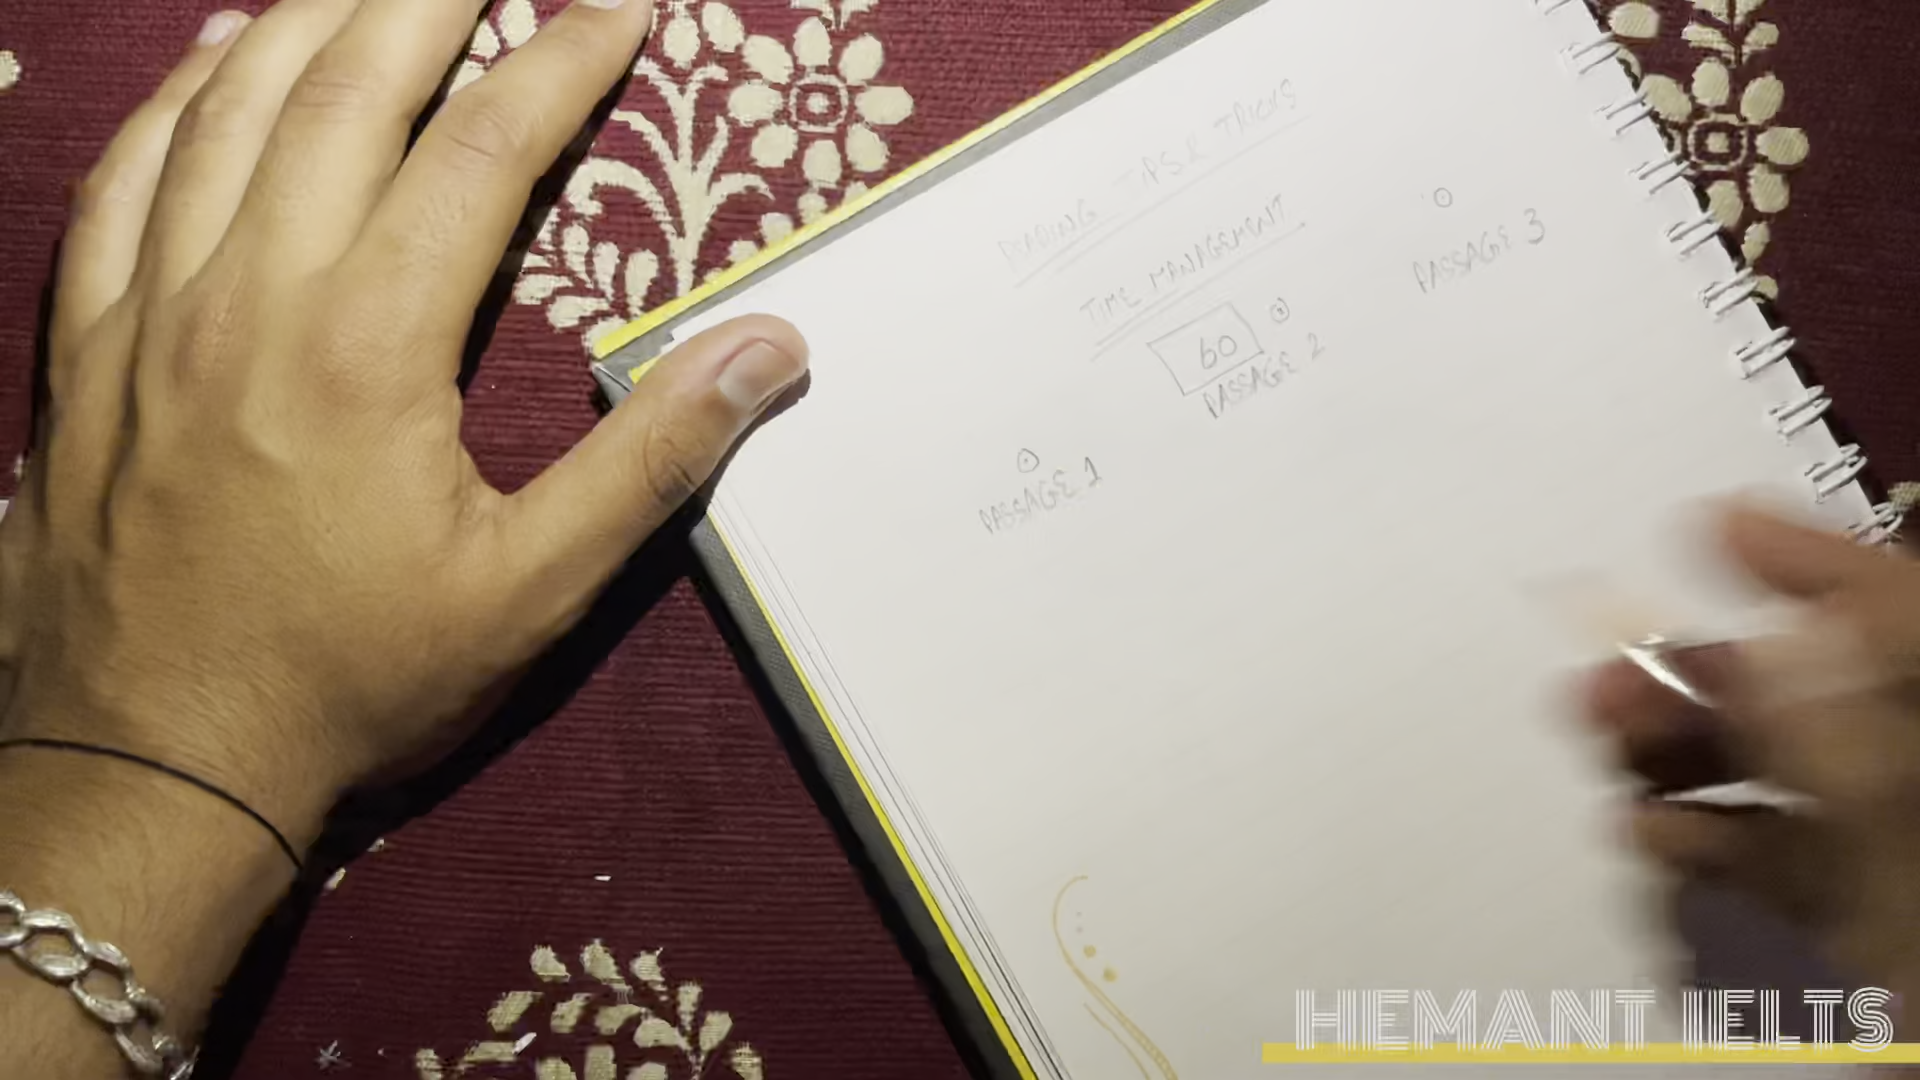 READING TIPS & TRICKS
TIME MANAGEMENT
60
PASSAGE 1
PASSAGE 2
PASSAGE 3
HEMANT IELTS